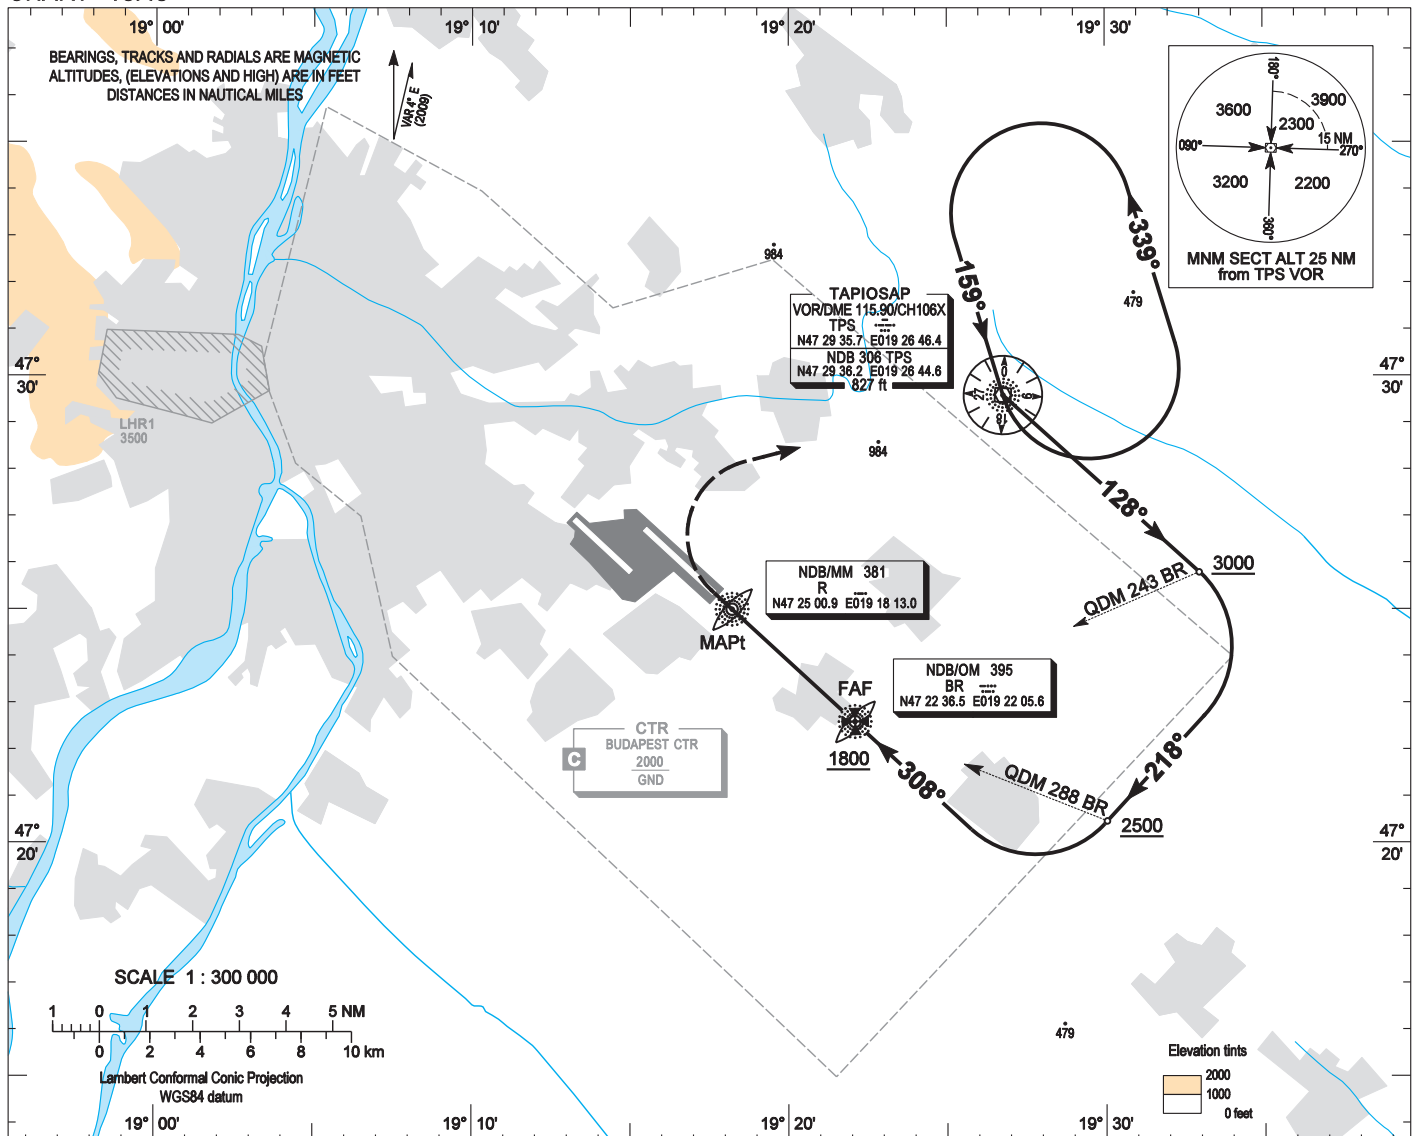 19° 00'
19° 10'
19° 20'
19° 30'
BEARINGS, TRACKS AND RADIALS ARE MAGNETIC
ALTITUDES, (ELEVATIONS AND HIGH) ARE IN FEET
DISTANCES IN NAUTICAL MILES
VAR 4° E
(2009)
180°
3600
3900
2300
15 NM
090°
270°
3200
2200
360°
MNM SECT ALT 25 NM
from TPS VOR
984
339°
159°
479
TAPIOSAP
VOR/DME 115.90/CH106X
TPS
N47 29 35.7 E019 26 46.4
NDB 306 TPS
N47 29 36.2 E019 26 44.6
827 ft
0
9
18
27
47°
30'
47°
30'
LHR1
3500
984
128°
3000
QDM 243 BR
NDB/MM 381
R
N47 25 00.9 E019 18 13.0
MAPt
NDB/OM 395
BR
N47 22 36.5 E019 22 05.6
FAF
1800
CTR
BUDAPEST CTR
2000
GND
C
218°
308°
QDM 288 BR
2500
47°
20'
47°
20'
SCALE 1 : 300 000
1 0 1 2 3 4 5 NM
0 2 4 6 8 10 km
Lambert Conformal Conic Projection
WGS84 datum
479
Elevation tints
2000
1000
0 feet
19° 00'
19° 10'
19° 20'
19° 30'